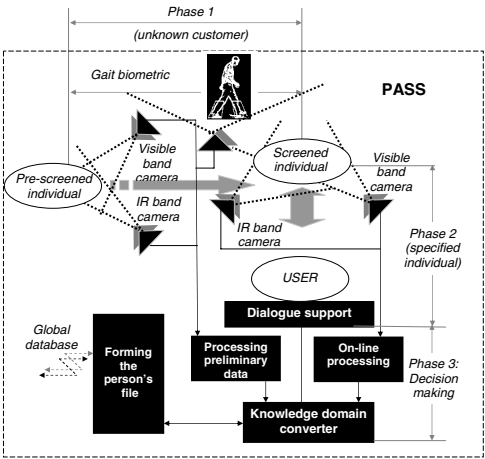 Phase 1
(unknown customer)
Gait biometric
PASS
Visible
band
camera
Screened
individual
Visible
band
camera
Pre-screened
individual
IR band
camera
IR band
camera
Phase 2
(specified
individual)
USER
Dialogue support
Global
database
Forming
the
person's
file
Processing
preliminary
data
On-line
processing
Phase 3:
Decision
making
Knowledge domain
converter